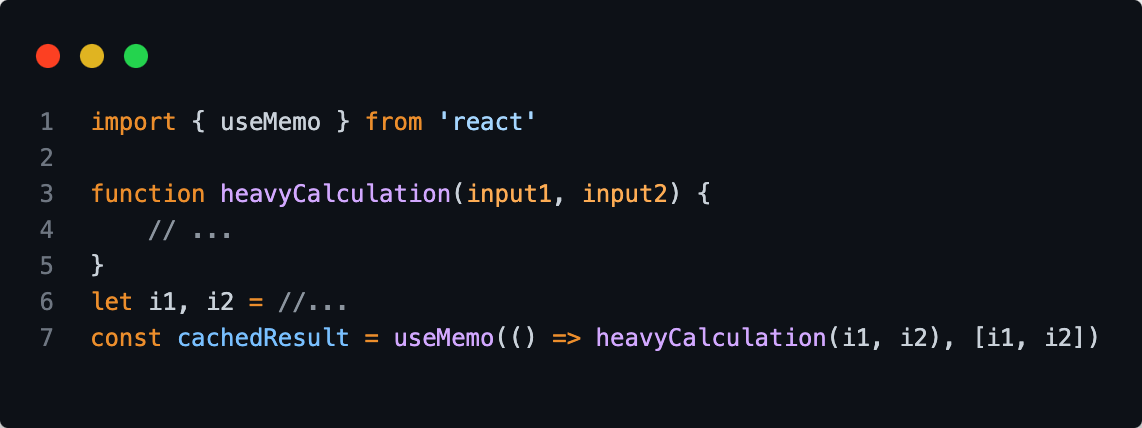 1 import { useMemo } from 'react'
2
3 function heavyCalculation(input1, input2) {
4     // ...
5 }
6 let i1, i2 = //...
7 const cachedResult = useMemo(() => heavyCalculation(i1, i2), [i1, i2])